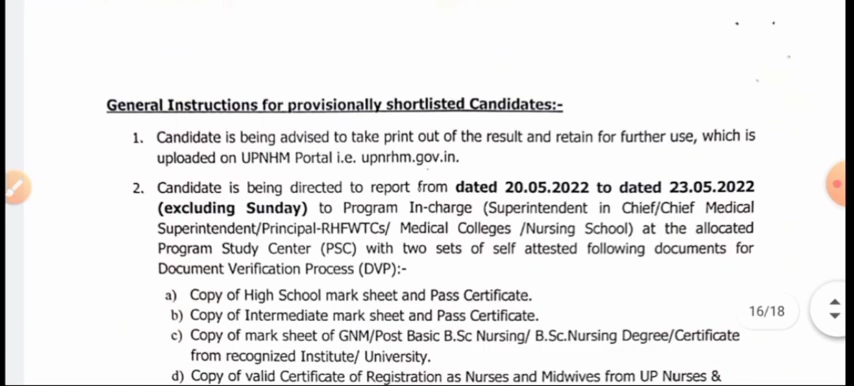 General Instructions for provisionally shortlisted Candidates:-
1. Candidate is being advised to take print out of the result and retain for further use, which is
uploaded on UPNHM Portal i.e. upnrhm.gov.in.
2. Candidate is being directed to report from dated 20.05.2022 to dated 23.05.2022
(excluding Sunday) to Program In-charge (Superintendent in Chief/Chief Medical
Superintendent/Principal-RHFWTCs/ Medical Colleges /Nursing School) at the allocated
Program Study Center (PSC) with two sets of self attested following documents for
Document Verification Process (DVP):-
a) Copy of High School mark sheet and Pass Certificate.
b) Copy of Intermediate mark sheet and Pass Certificate.
16/18
c) Copy of mark sheet of GNM/Post Basic B.Sc Nursing/ B.Sc.Nursing Degree/Certificate
from recognized Institute/ University.
d) Copy of valid Certificate of Registration as Nurses and Midwives from UP Nurses &